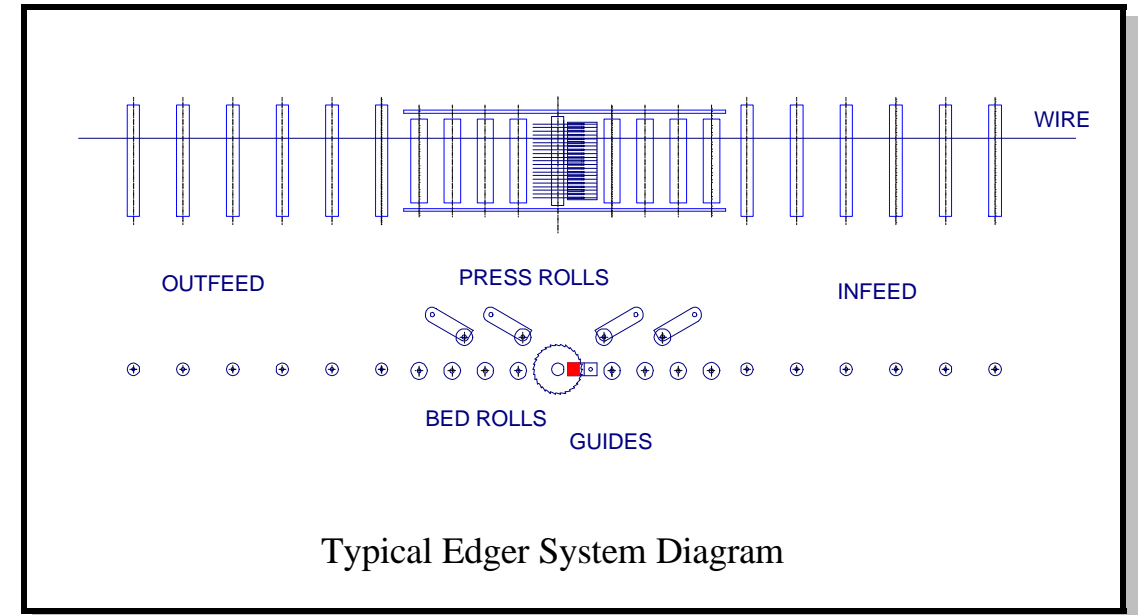 WIRE
OUTFEED
PRESS ROLLS
INFEED
BED ROLLS
GUIDES
Typical Edger System Diagram